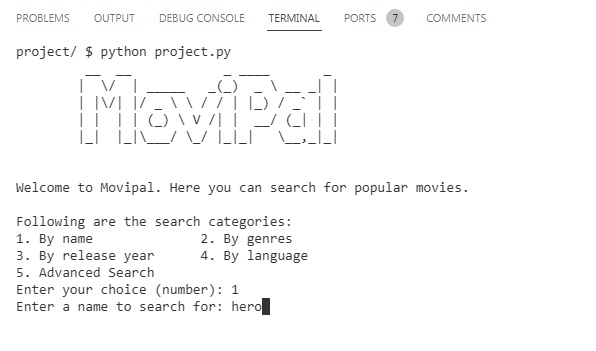 PROBLEMS OUTPUT DEBUG CONSOLE TERMINAL PORTS 7 COMMENTS
project/ $ python project.py
MoviPal
Welcome to Movipal. Here you can search for popular movies.
Following are the search categories:
1. By name 2. By genres
3. By release year 4. By language
5. Advanced Search
Enter your choice (number): 1
Enter a name to search for: hero